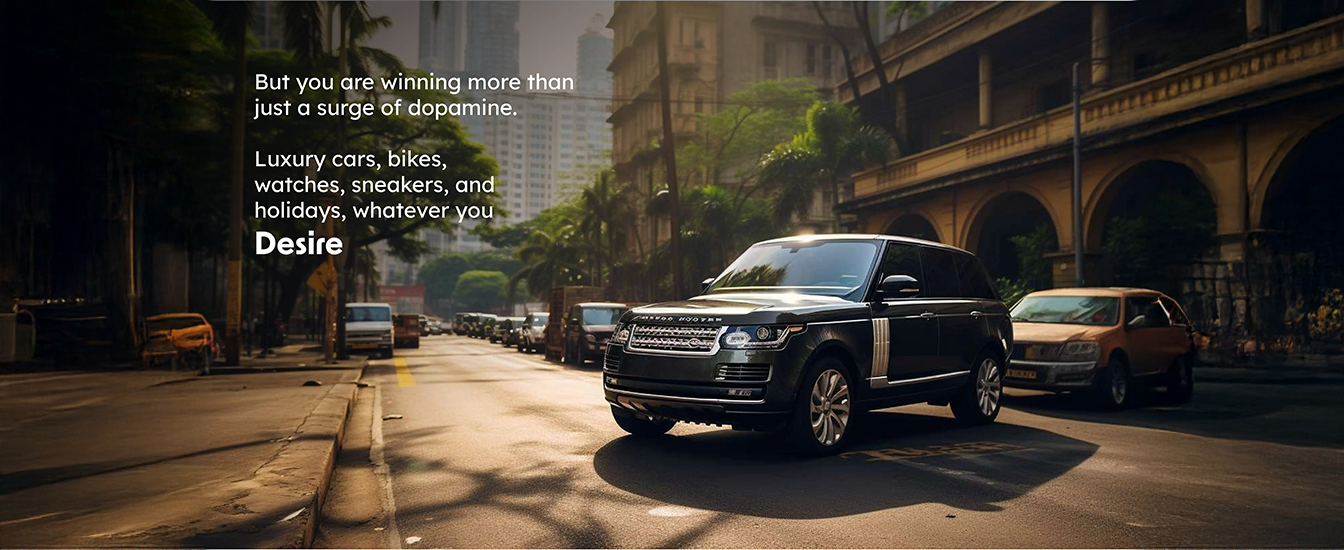 But you are winning more than
just a surge of dopamine.
Luxury cars, bikes,
watches, sneakers, and
holidays, whatever you
Desire